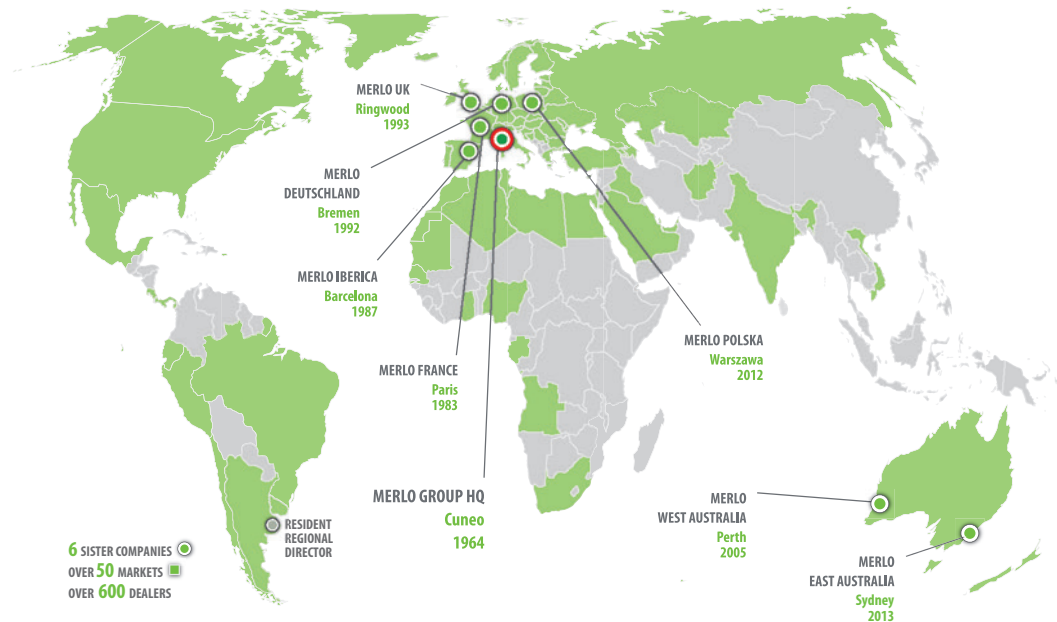 MERLO UK
Ringwood
1993
MERLO
DEUTSCHLAND
Bremen
1992
MERLO IBERICA
Barcelona
1987
MERLO FRANCE
Paris
1983
MERLO GROUP HQ
Cuneo
1964
MERLO POLSKA
Warszawa
2012
MERLO
WEST AUSTRALIA
Perth
2005
MERLO
EAST AUSTRALIA
Sydney
2013
RESIDENT
REGIONAL
DIRECTOR
6 SISTER COMPANIES
OVER 50 MARKETS
OVER 600 DEALERS